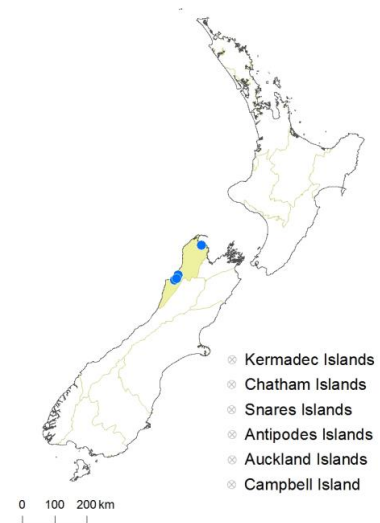 Kermadec Islands
Chatham Islands
Snares Islands
Antipodes Islands
Auckland Islands
Campbell Island
0 100 200 km